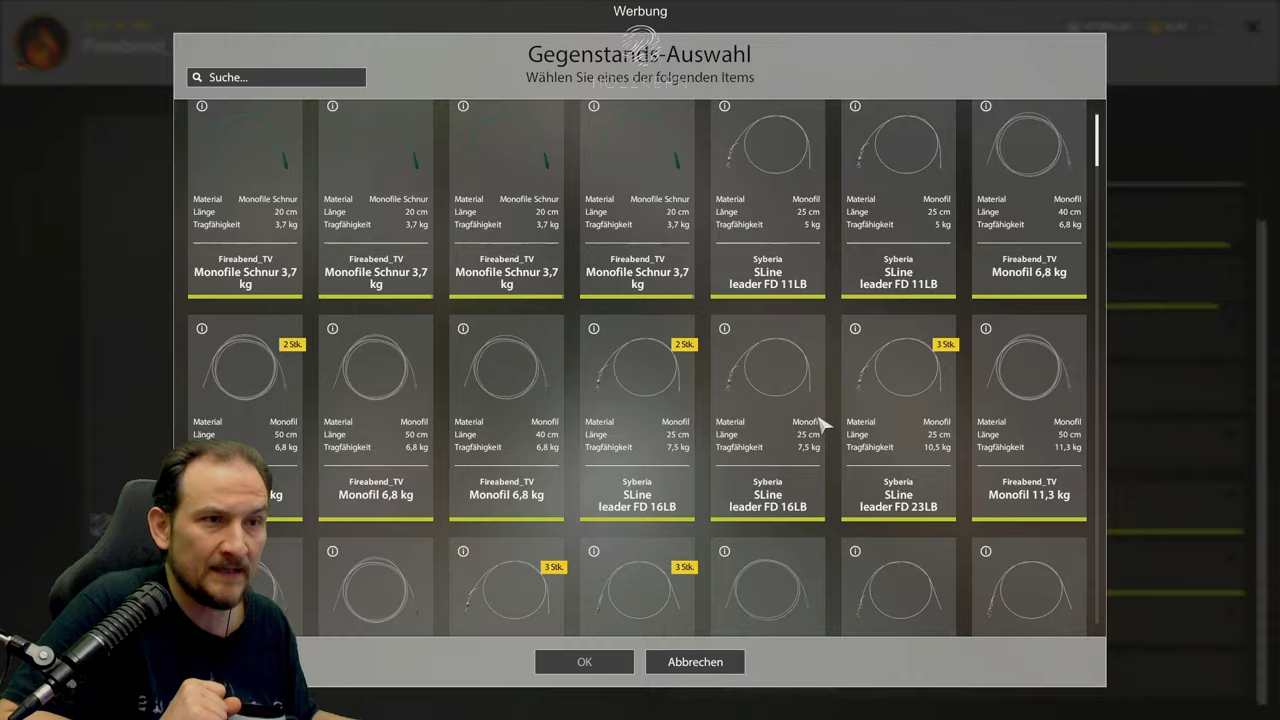 Werbung
Gegenstands-Auswahl
Wählen Sie eines der folgenden Items
Suche...
Material Monofile Schnur
Länge 20 cm
Tragfähigkeit 3,7 kg
Fireabend_TV
Monofile Schnur 3,7
kg
Material Monofile Schnur
Länge 20 cm
Tragfähigkeit 3,7 kg
Fireabend_TV
Monofile Schnur 3,7
kg
Material Monofile Schnur
Länge 20 cm
Tragfähigkeit 3,7 kg
Fireabend_TV
Monofile Schnur 3,7
kg
Material Monofile Schnur
Länge 20 cm
Tragfähigkeit 3,7 kg
Fireabend_TV
Monofile Schnur 3,7
kg
Material Monofil
Länge 25 cm
Tragfähigkeit 5 kg
Syberia
SLine
leader FD 11LB
Material Monofil
Länge 25 cm
Tragfähigkeit 5 kg
Syberia
SLine
leader FD 11LB
Material Monofil
Länge 40 cm
Tragfähigkeit 6,8 kg
Fireabend_TV
Monofil 6,8 kg
2 Stk.
Material Monofil
Länge 50 cm
Tragfähigkeit 6,8 kg
kg
Material Monofil
Länge 50 cm
Tragfähigkeit 6,8 kg
Fireabend_TV
Monofil 6,8 kg
Material Monofil
Länge 40 cm
Tragfähigkeit 6,8 kg
Fireabend_TV
Monofil 6,8 kg
2 Stk.
Material Monofil
Länge 25 cm
Tragfähigkeit 7,5 kg
Syberia
SLine
leader FD 16LB
Material Monofil
Länge 25 cm
Tragfähigkeit 7,5 kg
Syberia
SLine
leader FD 16LB
3 Stk.
Material Monofil
Länge 25 cm
Tragfähigkeit 10,5 kg
Syberia
SLine
leader FD 23LB
Material Monofil
Länge 50 cm
Tragfähigkeit 11,3 kg
Fireabend_TV
Monofil 11,3 kg
3 Stk.
3 Stk.
OK
Abbrechen